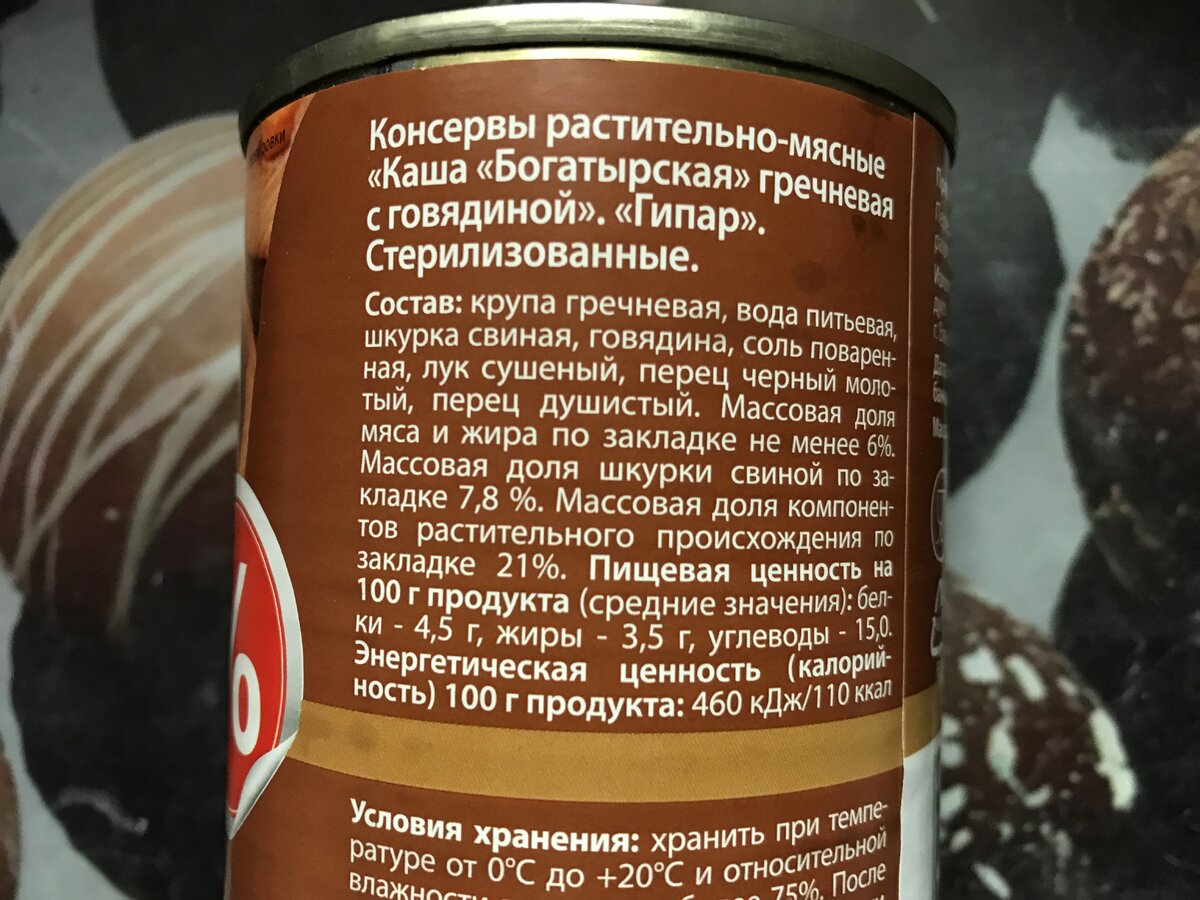 Консервы растительно-мясные
«Каша «Богатырская» гречневая
с говядиной». «Гипар».
Стерилизованные.
Состав: крупа гречневая, вода питьевая,
шкурка свиная, говядина, соль поварен-
ная, лук сушеный, перец черный моло-
тый, перец душистый. Массовая доля
мяса и жира по закладке не менее 6%.
Массовая доля шкурки свиной по за-
кладке 7,8 %. Массовая доля компонен-
тов растительного происхождения по
закладке 21%. Пищевая ценность на
100 г продукта (средние значения): бел-
ки - 4,5 г, жиры - 3,5 г, углеводы - 15,0.
Энергетическая ценность (калорий-
ность) 100 г продукта: 460 кДж/110 ккал
%
Условия хранения: хранить при темпе-
ратуре от 0°С до +20°С и относительной
влажности 75%. После